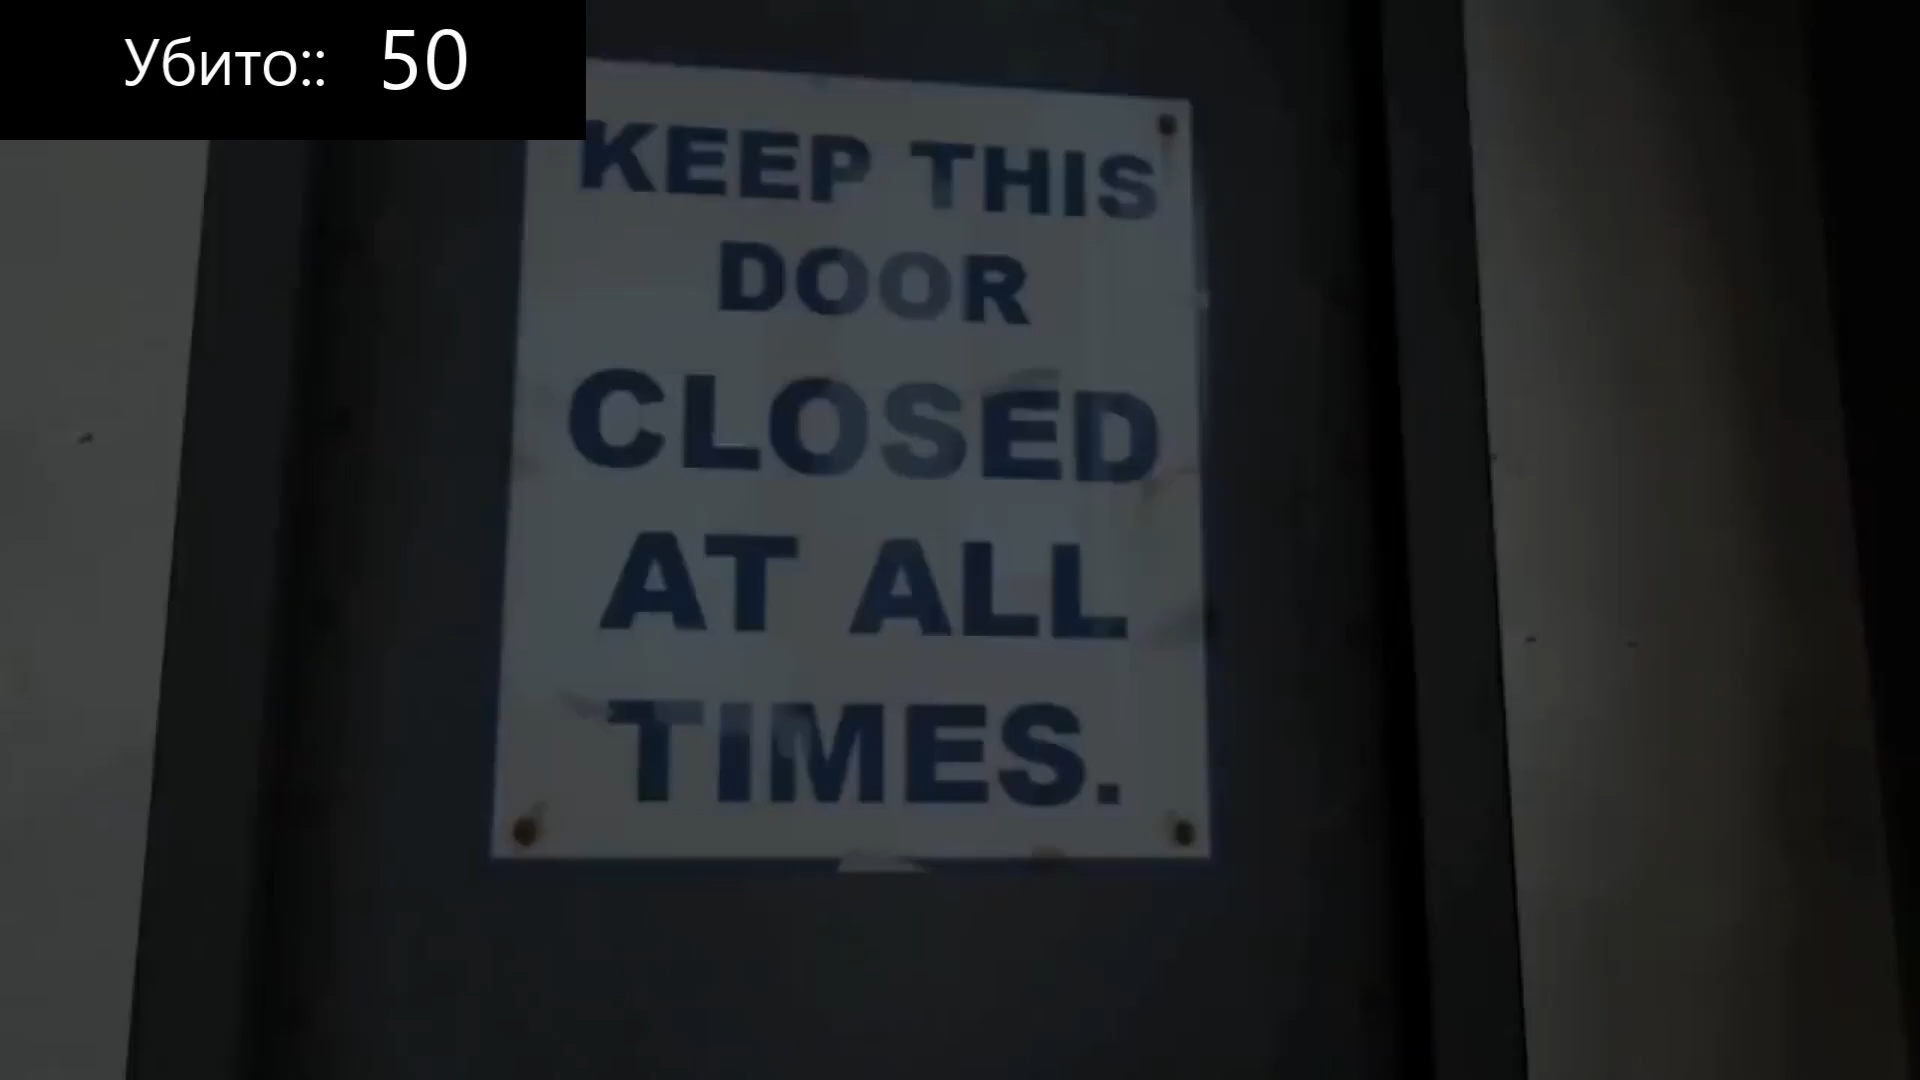 Убито:: 50
KEEP THIS
DOOR
CLOSED
AT ALL
TIMES.